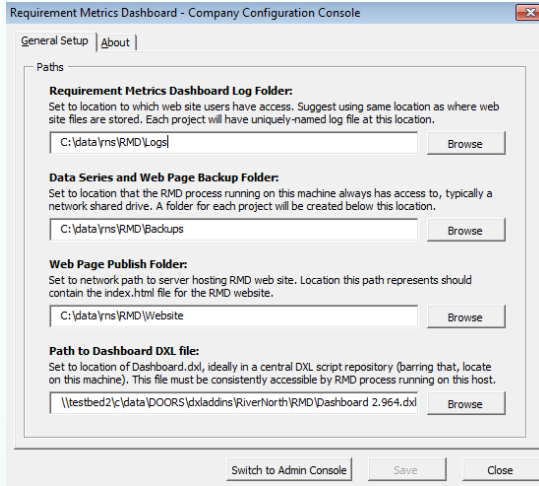 Requirement Metrics Dashboard - Company Configuration Console
General Setup About
Paths
Requirement Metrics Dashboard Log Folder:
Set to location to which web site users have access. Suggest using same location as where web
site files are stored. Each project will have uniquely-named log file at this location.
C:\data\rns\RMD\Logs Browse
Data Series and Web Page Backup Folder:
Set to location that the RMD process running on this machine always has access to, typically a
network shared drive. A folder for each project will be created below this location.
C:\data\rns\RMD\Backups Browse
Web Page Publish Folder:
Set to network path to server hosting RMD web site. Location this path represents should
contain the index.html file for the RMD website.
C:\data\rns\RMD\Website Browse
Path to Dashboard DXL file:
Set to location of Dashboard.dxl, ideally in a central DXL script repository (barring that, locate
on this machine). This file must be consistently accessible by RMD process running on this host.
\\testbed2\c\data\DOORS\dxladdins\RiverNorth\RMD\Dashboard 2.964.dxl Browse
Switch to Admin Console Save Close